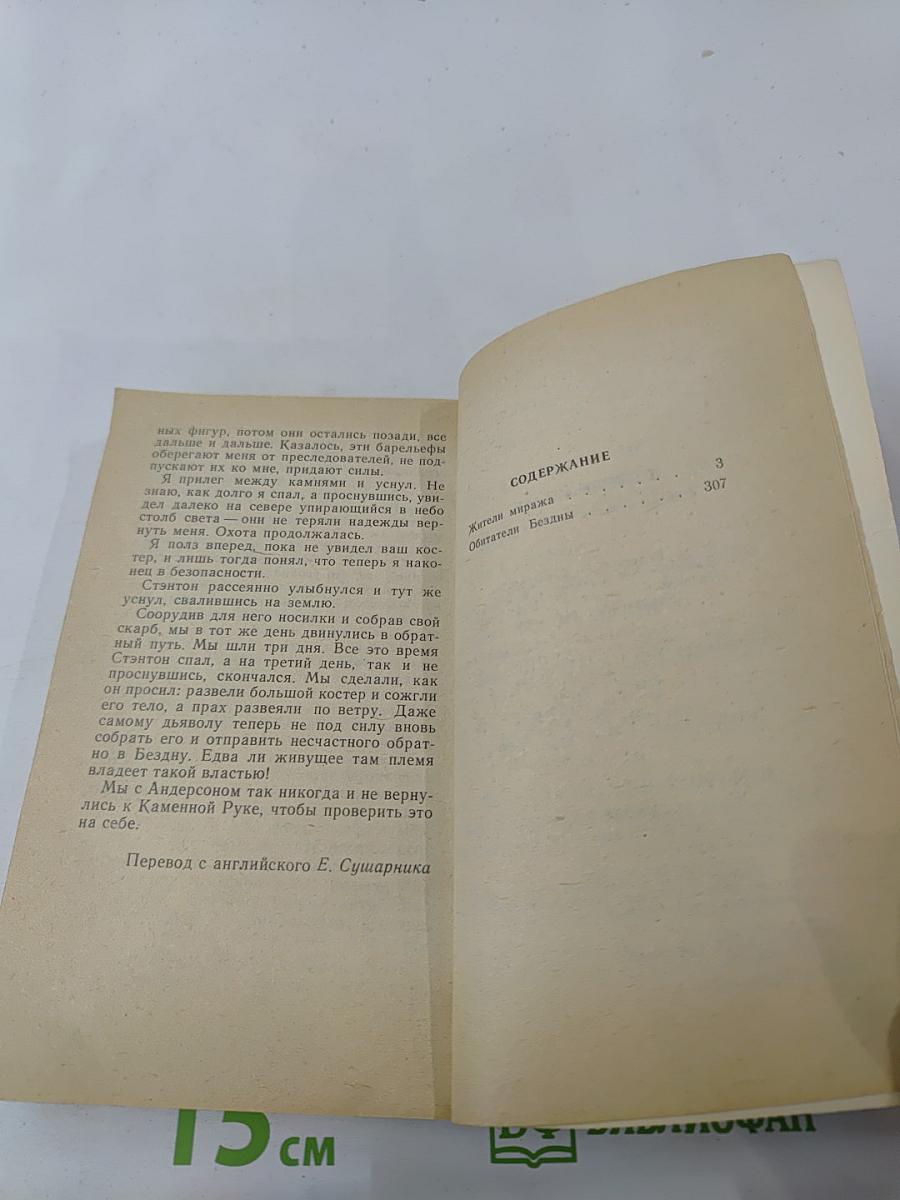 ных фигур, потом они остались позади, все
дальше и дальше. Казалось, эти барельефы
оберегают меня от преследователей, не под-
пускают их ко мне, придают силы.
Я прилег между камнями и уснул. Не
знаю, как долго я спал, а проснувшись, уви-
дел далеко на севере упирающийся в небо
столб света — они не теряли надежды вер-
нуть меня. Охота продолжалась.
Я полз вперед, пока не увидел ваш кос-
тер, и лишь тогда понял, что теперь я нако-
нец в безопасности.
Стэнтон рассеянно улыбнулся и тут же
уснул, свалившись на землю.
Соорудив для него носилки и собрав свой
скарб, мы в тот же день двинулись в обрат-
ный путь. Мы шли три дня. Все это время
Стэнтон спал, а на третий день, так и не
проснувшись, скончался. Мы сделали, как
он просил: развели большой костер и сожгли
его тело, а прах развеяли по ветру. Даже
самому дьяволу теперь не под силу вновь
собрать его и отправить несчастного обрат-
но в Бездну. Едва ли живущее там племя
владеет такой властью!
Мы с Андерсоном так никогда и не верну-
лись к Каменной Руке, чтобы проверить это
на себе.
Перевод с английского Е. Сушарника
СОДЕРЖАНИЕ
Жители миража . . . . . . . 3
Обитатели Бездны . . . . . . 307
15 см
БФ БИБЛИОФАН